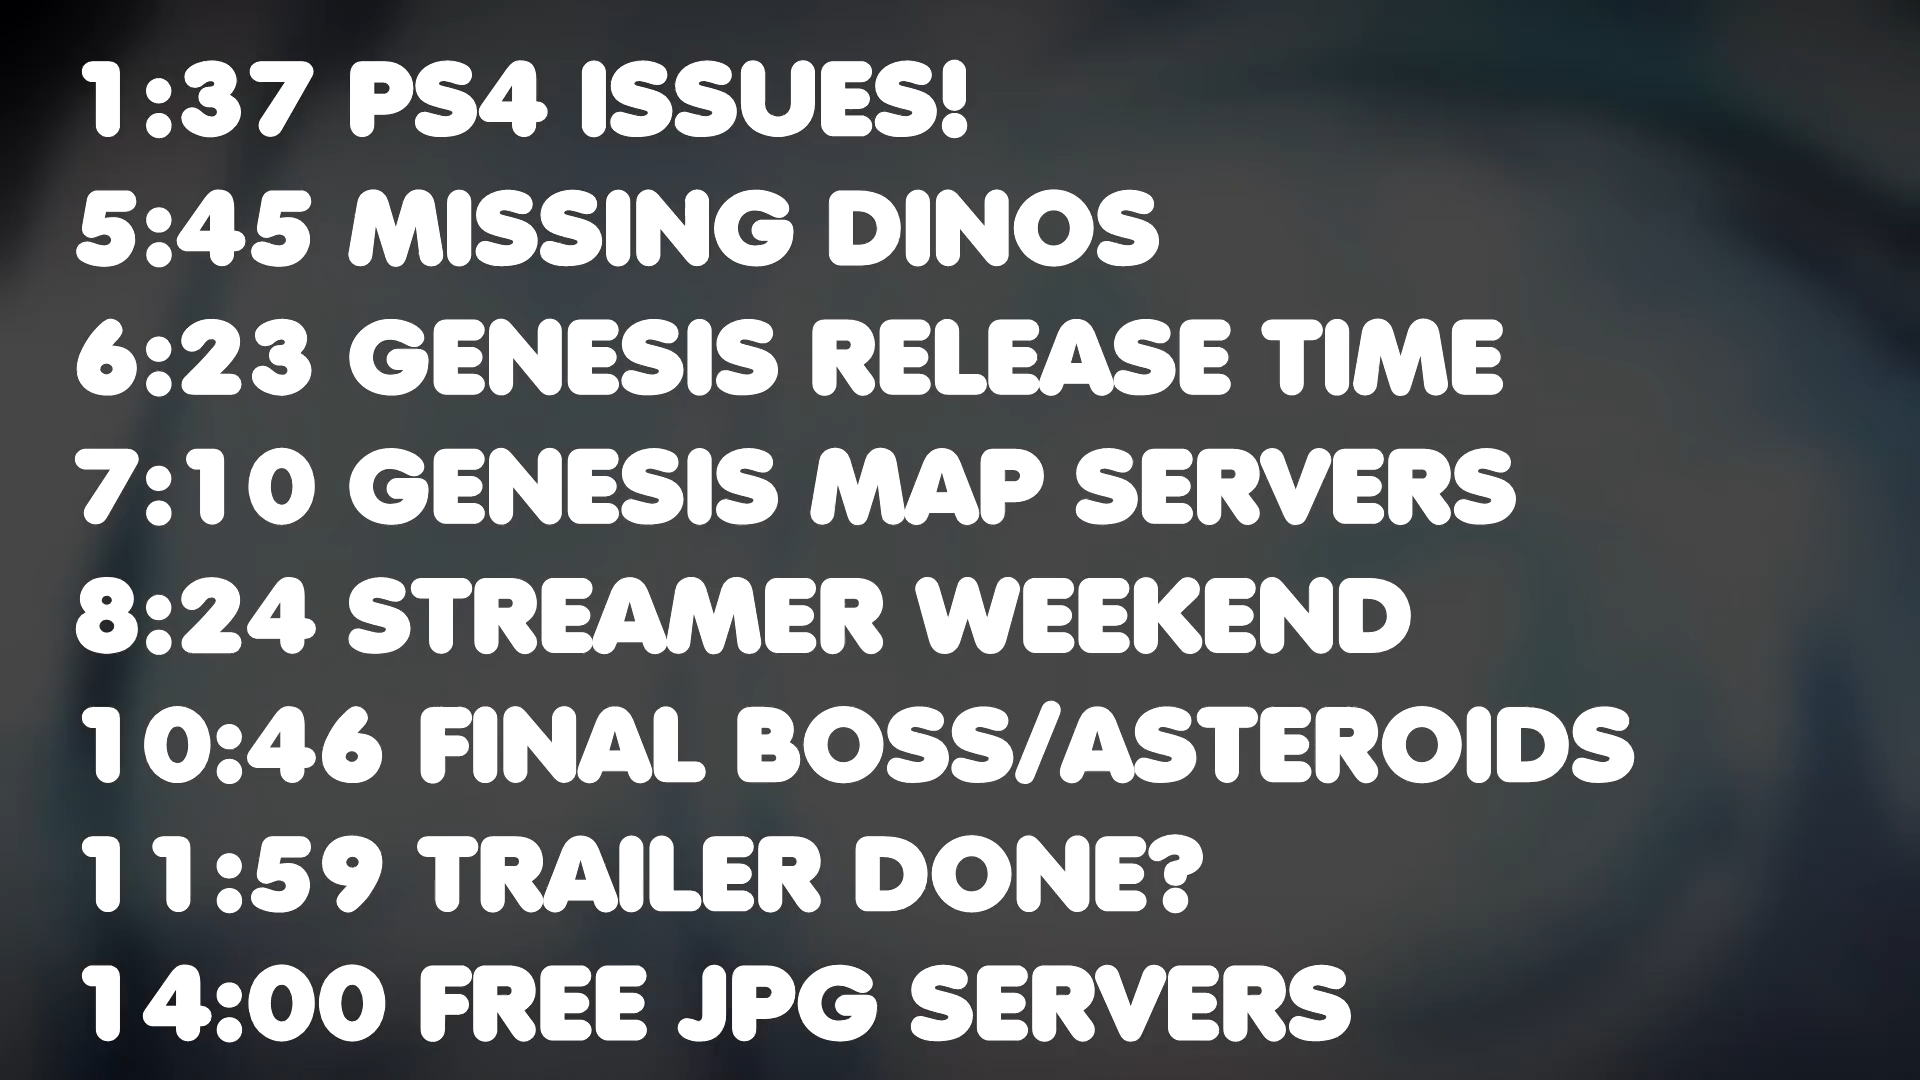 1:37 PS4 ISSUES!
5:45 MISSING DINOS
6:23 GENESIS RELEASE TIME
7:10 GENESIS MAP SERVERS
8:24 STREAMER WEEKEND
10:46 FINAL BOSS/ASTEROIDS
11:59 TRAILER DONE?
14:00 FREE JPG SERVERS